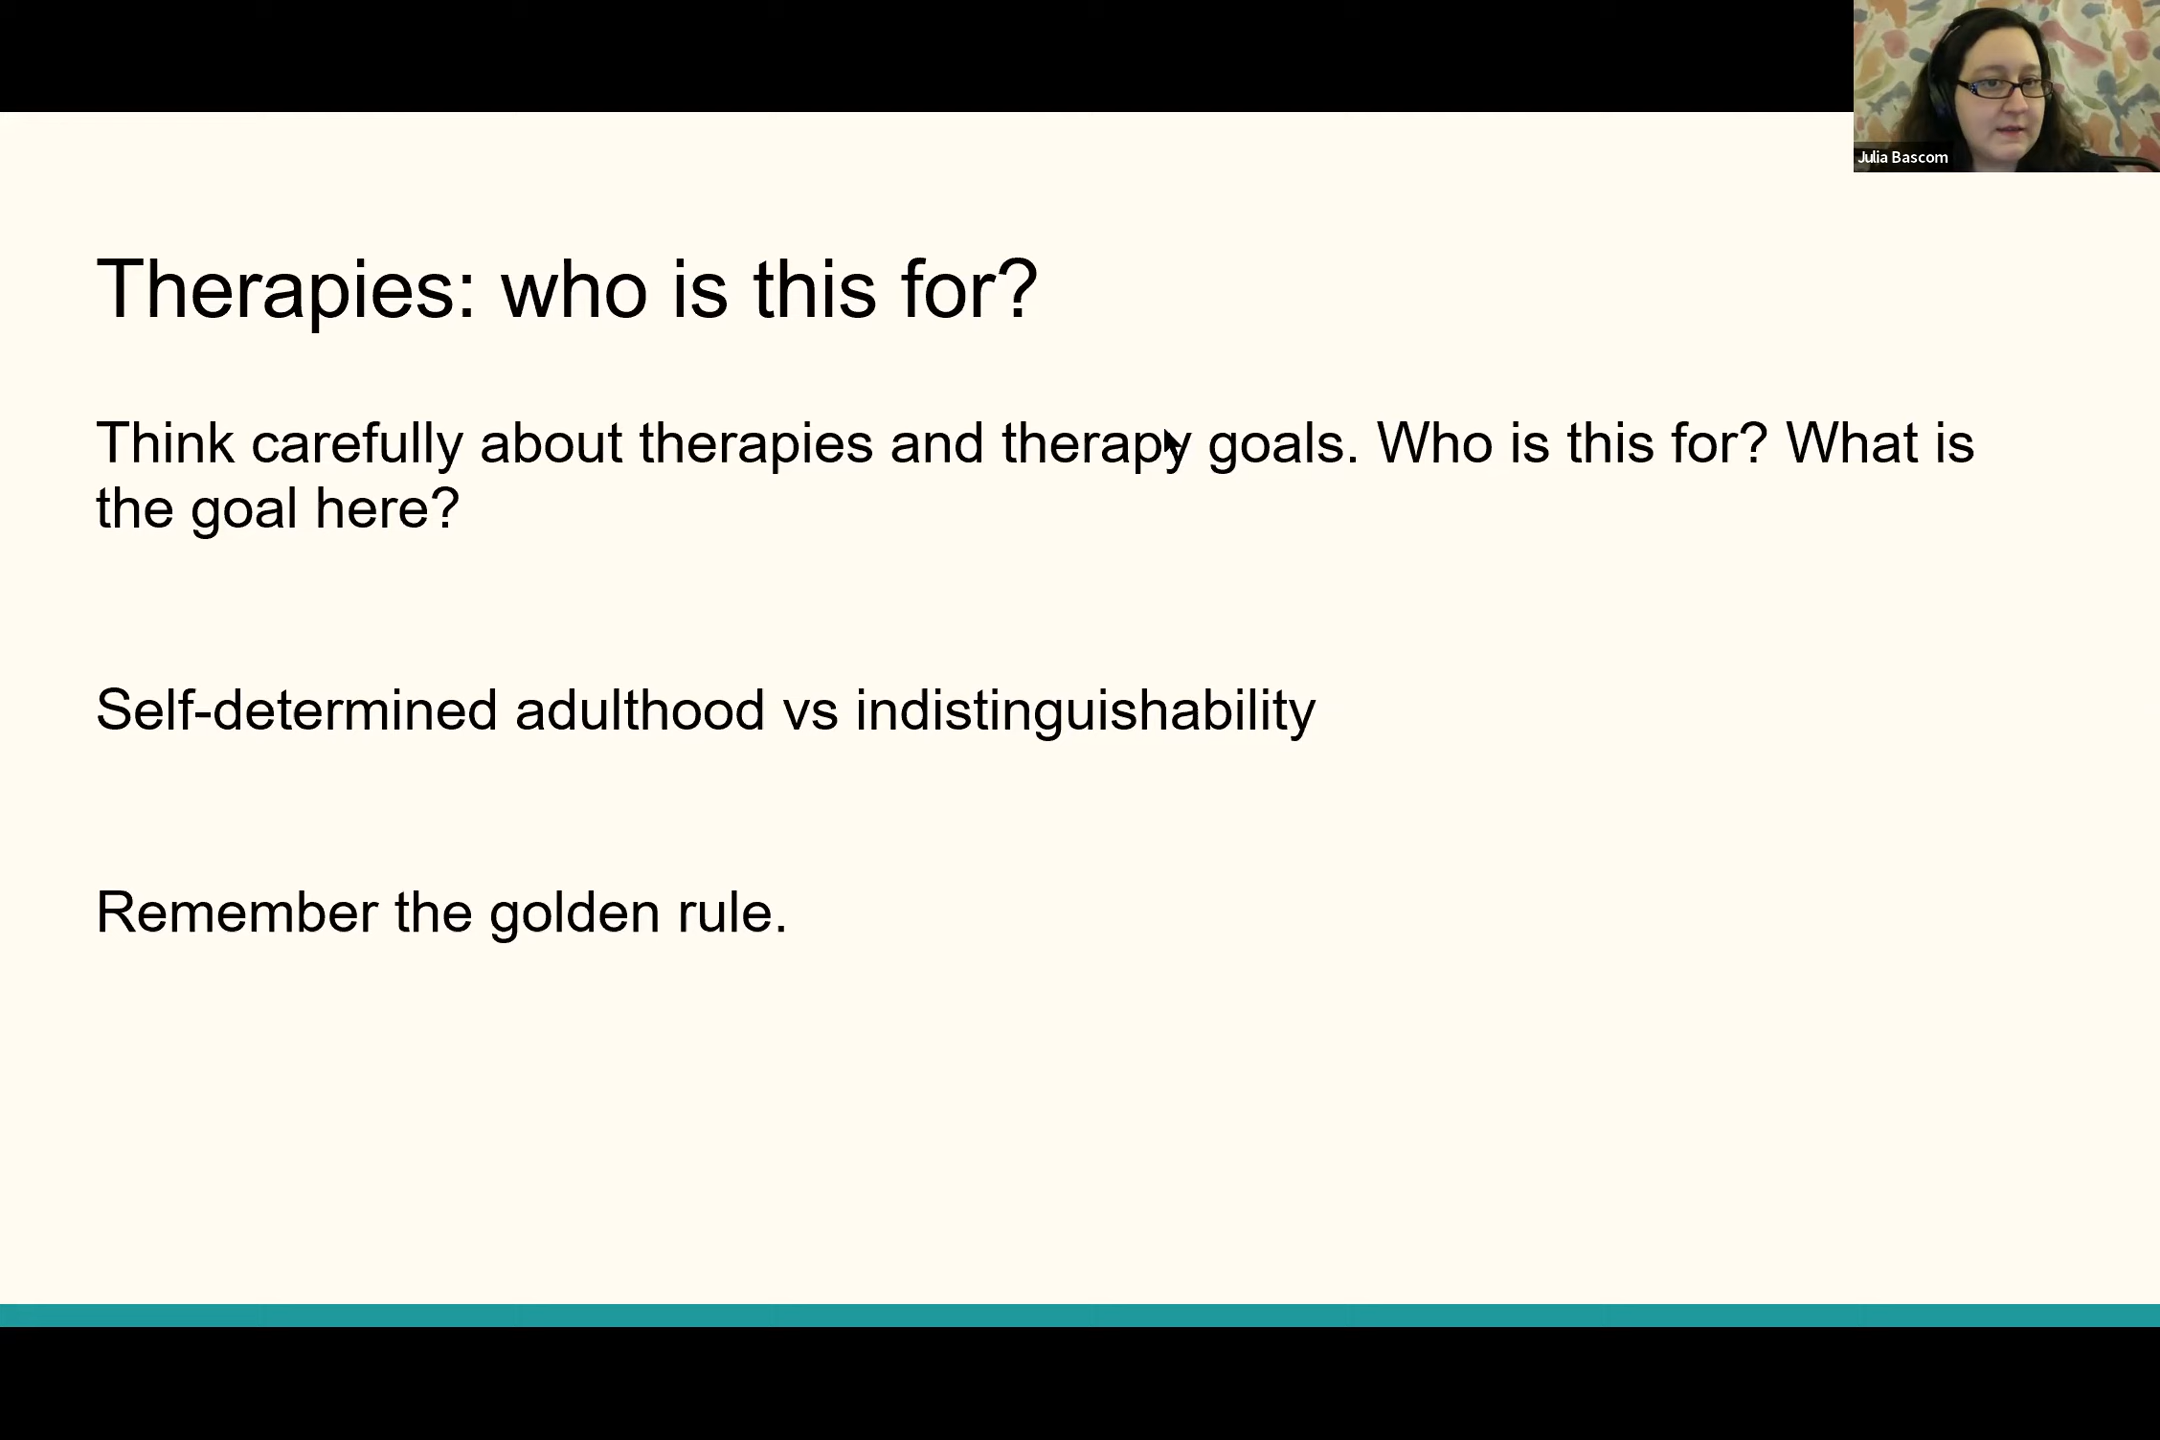 Julia Bascom
Therapies: who is this for?
Think carefully about therapies and therapy goals. Who is this for? What is
the goal here?
Self-determined adulthood vs indistinguishability
Remember the golden rule.